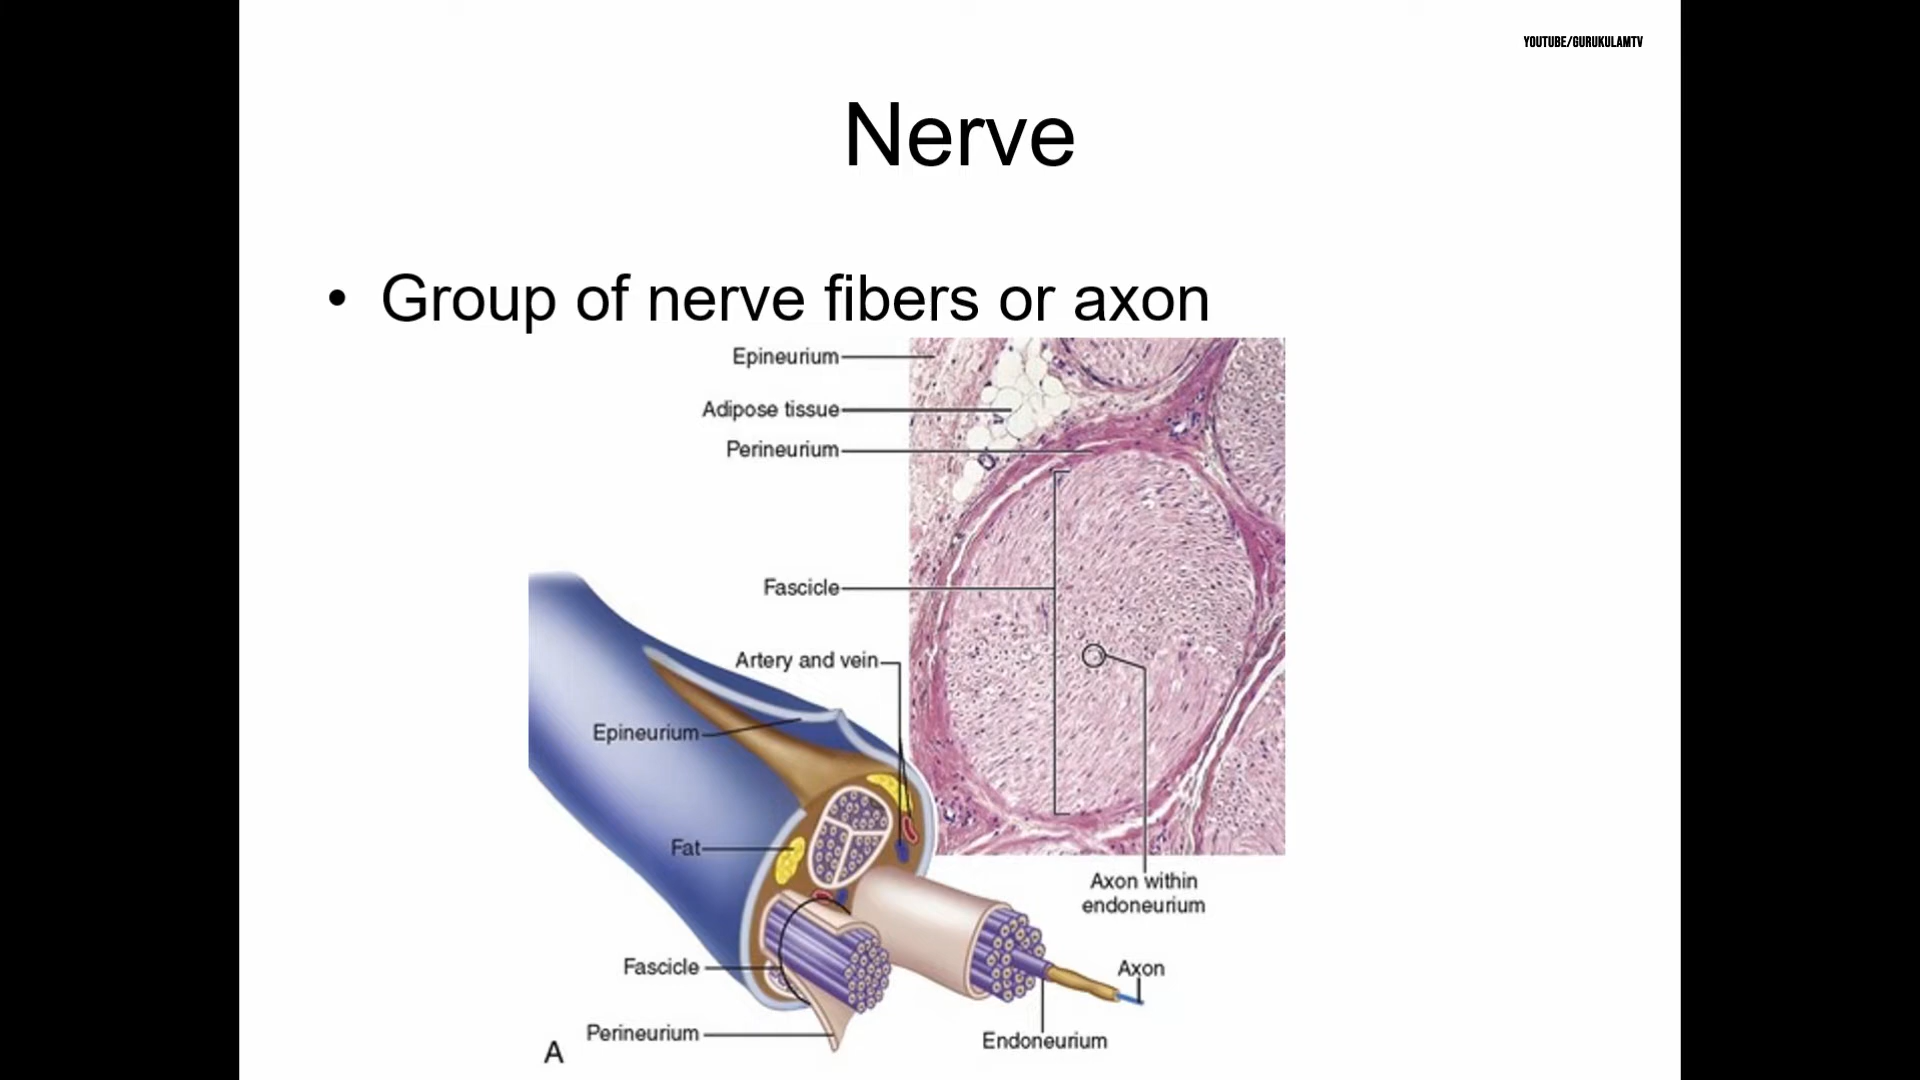 YOUTUBE/GURUKULAMTV
Nerve
• Group of nerve fibers or axon
Epineurium
Adipose tissue
Perineurium
Fascicle
Artery and vein
Epineurium
Fat
Axon within
endoneurium
Fascicle
Axon
Perineurium
Endoneurium
A